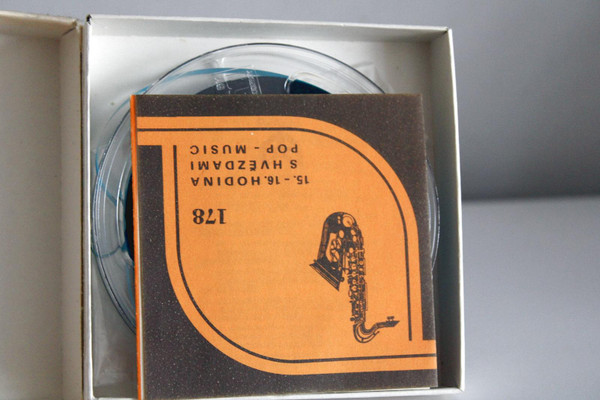 178
15. - 16. HODINA
S HVĚZDAMI
POP - MUSIC